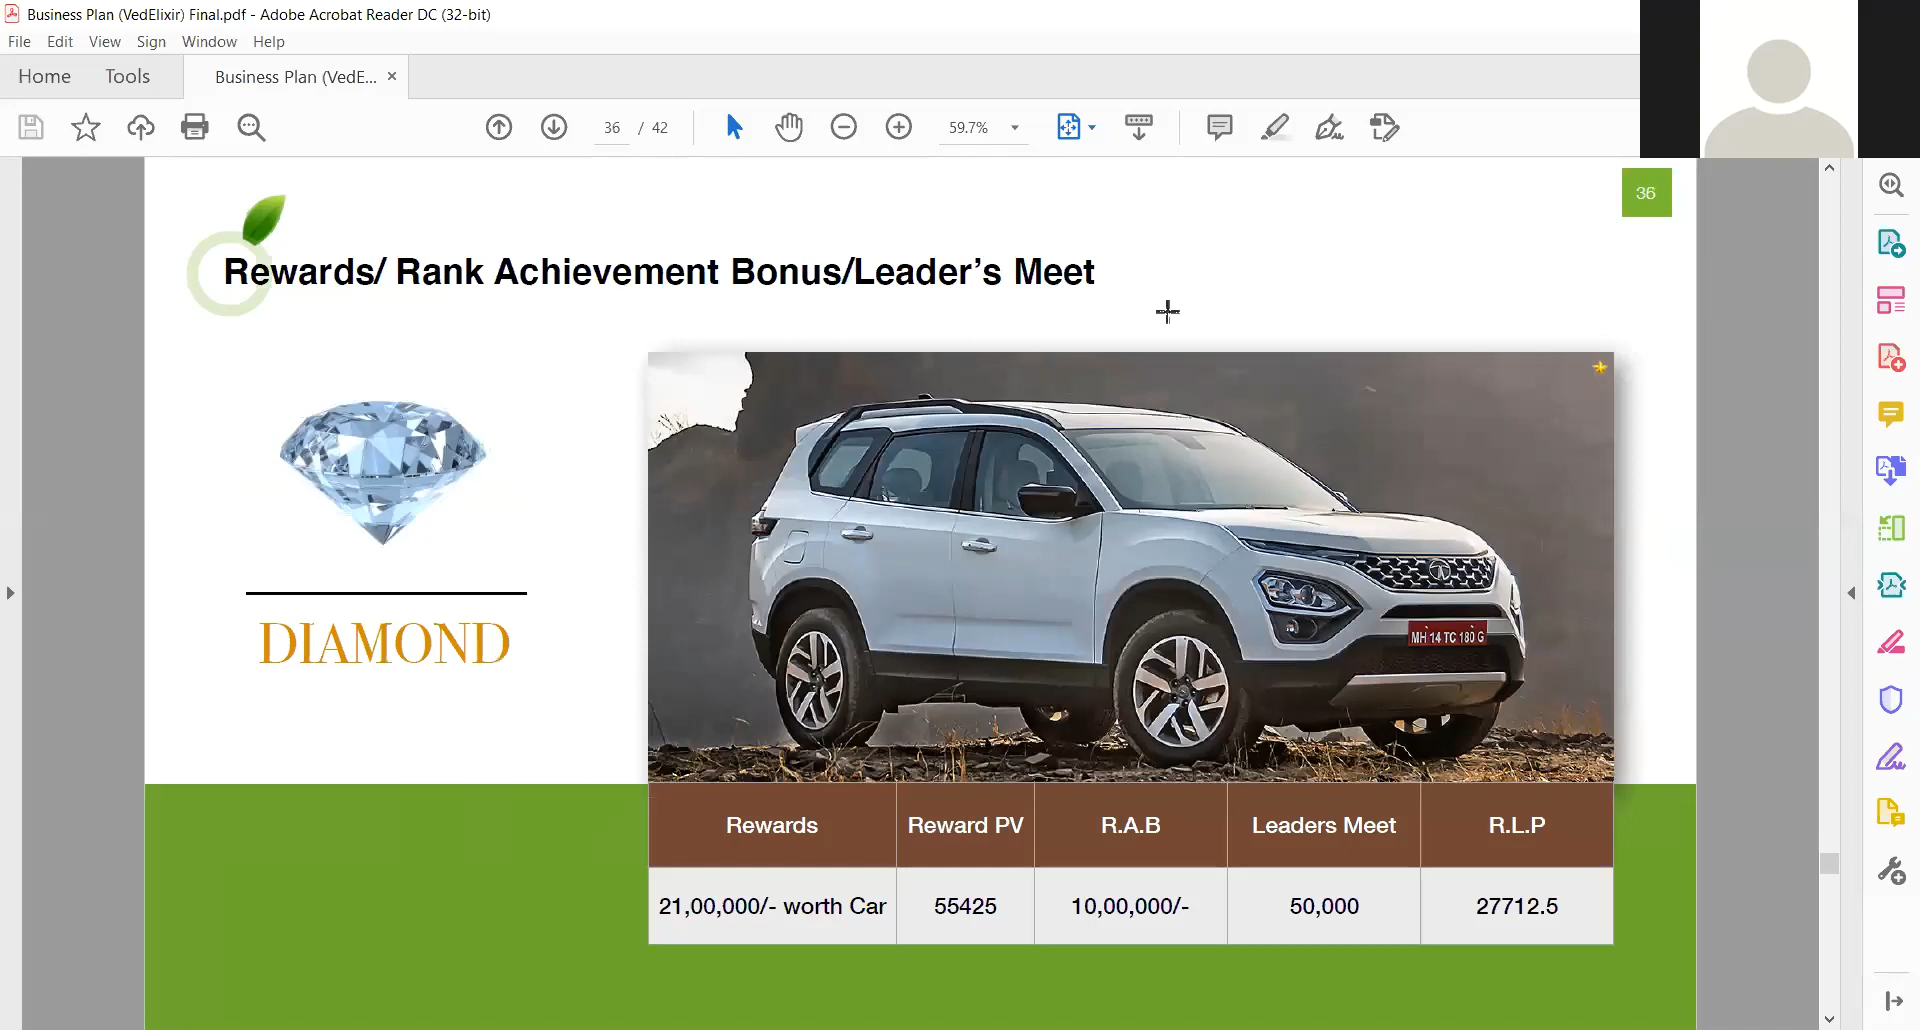 Business Plan (VedElixir) Final.pdf - Adobe Acrobat Reader DC (32-bit)
File Edit View Sign Window Help
Home Tools Business Plan (VedE... ×
36 / 42 59.7%
36
Rewards/ Rank Achievement Bonus/Leader’s Meet
MH 14 TC 180 G
DIAMOND
Rewards Reward PV R.A.B Leaders Meet R.L.P
21,00,000/- worth Car 55425 10,00,000/- 50,000 27712.5